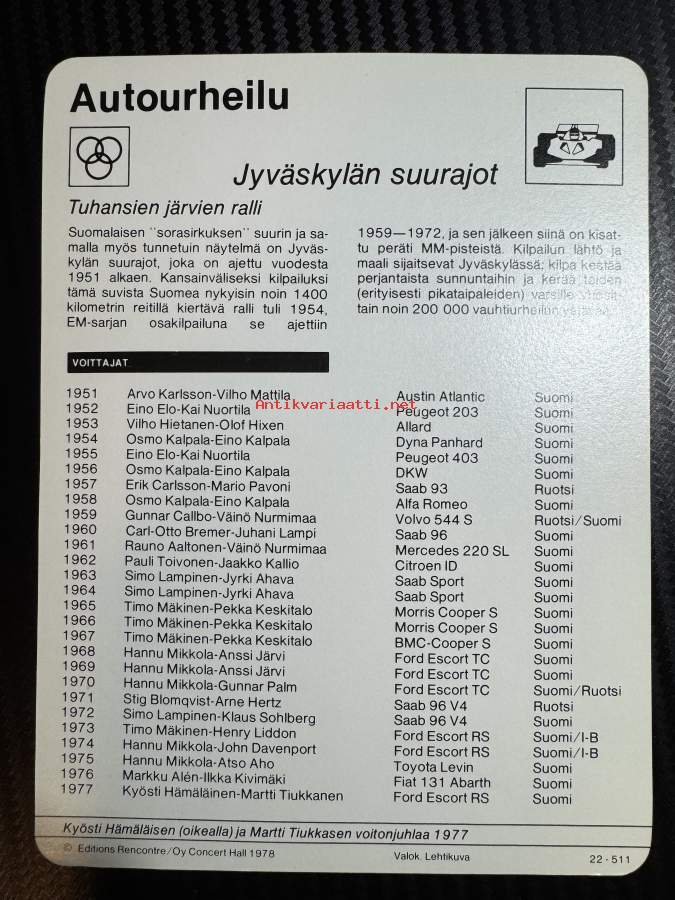 Autourheilu
Jyväskylän suurajot
Tuhansien järvien ralli
Suomalaisen "sorasirkuksen" suurin ja sa-
malla myös tunnetuin näytelmä on Jyväs-
kylän suurajot, joka on ajettu vuodesta
1951 alkaen. Kansainväliseksi kilpailuksi
tämä suvista Suomea nykyisin noin 1400
kilometrin reitillä kiertävä ralli tuli 1954,
EM-sarjan osakilpailuna se ajettiin
1959—1972, ja sen jälkeen siinä on kisat-
tu peräti MM-pisteistä. Kilpailun lähtö ja
maali sijaitsevat Jyväskylässä; kilpa kestää
perjantaista sunnuntaihin ja kerää teiden
(erityisesti pikataipaleiden) varsille
tain noin 200 000 vauhtiurheilun
VOITTAJAT
1951 Arvo Karlsson-Vilho Mattila Austin Atlantic Suomi
1952 Eino Elo-Kai Nuortila Peugeot 203 Suomi
1953 Vilho Hietanen-Olof Hixen Allard Suomi
1954 Osmo Kalpala-Eino Kalpala Dyna Panhard Suomi
1955 Eino Elo-Kai Nuortila Peugeot 403 Suomi
1956 Osmo Kalpala-Eino Kalpala DKW Suomi
1957 Erik Carlsson-Mario Pavoni Saab 93 Ruotsi
1958 Osmo Kalpala-Eino Kalpala Alfa Romeo Suomi
1959 Gunnar Callbo-Väinö Nurmimaa Volvo 544 S Ruotsi/Suomi
1960 Carl-Otto Bremer-Juhani Lampi Saab 96 Suomi
1961 Rauno Aaltonen-Väinö Nurmimaa Mercedes 220 SL Suomi
1962 Pauli Toivonen-Jaakko Kallio Citroen ID Suomi
1963 Simo Lampinen-Jyrki Ahava Saab Sport Suomi
1964 Simo Lampinen-Jyrki Ahava Saab Sport Suomi
1965 Timo Mäkinen-Pekka Keskitalo Morris Cooper S Suomi
1966 Timo Mäkinen-Pekka Keskitalo Morris Cooper S Suomi
1967 Timo Mäkinen-Pekka Keskitalo BMC-Cooper S Suomi
1968 Hannu Mikkola-Anssi Järvi Ford Escort TC Suomi
1969 Hannu Mikkola-Anssi Järvi Ford Escort TC Suomi
1970 Hannu Mikkola-Gunnar Palm Ford Escort TC Suomi/Ruotsi
1971 Stig Blomqvist-Arne Hertz Saab 96 V4 Ruotsi
1972 Simo Lampinen-Klaus Sohlberg Saab 96 V4 Suomi
1973 Timo Mäkinen-Henry Liddon Ford Escort RS Suomi/I-B
1974 Hannu Mikkola-John Davenport Ford Escort RS Suomi/I-B
1975 Hannu Mikkola-Atso Aho Toyota Levin Suomi
1976 Markku Alén-Ilkka Kivimäki Fiat 131 Abarth Suomi
1977 Kyösti Hämäläinen-Martti Tiukkanen Ford Escort RS Suomi
Antikvariaatti.net
Kyösti Hämäläisen (oikealla) ja Martti Tiukkasen voitonjuhlaa 1977
© Editions Rencontre/Oy Concert Hall 1978 Valok. Lehtikuva 22-511